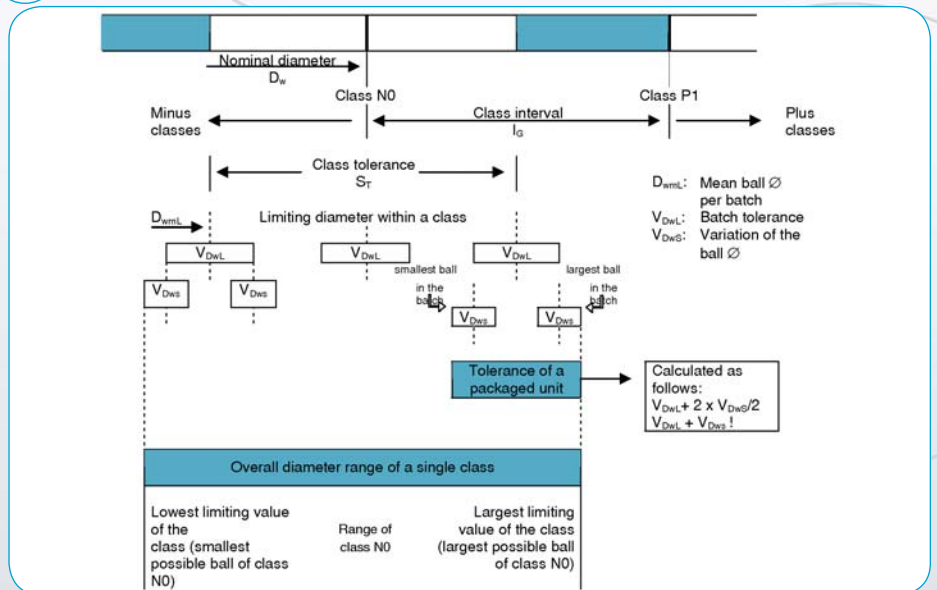 Nominal diameter
Dw
Class N0
Class P1
Minus
classes
Class interval
IG
Plus
classes
Class tolerance
ST
DwmL: Mean ball Ø
per batch
VDwL: Batch tolerance
VDwS: Variation of the
ball Ø
DwmL
Limiting diameter within a class
VDwL
VDwL
VDwL
smallest ball
in the
batch
largest ball
in the
batch
VDws
VDws
VDws
VDws
Tolerance of a
packaged unit
Calculated as
follows:
VDwL+ 2 x VDwS/2
VDwL + VDws !
Overall diameter range of a single class
Lowest limiting value
of the
class (smallest
possible ball of class
N0)
Range of
class N0
Largest limiting
value of the class
(largest possible ball
of class N0)